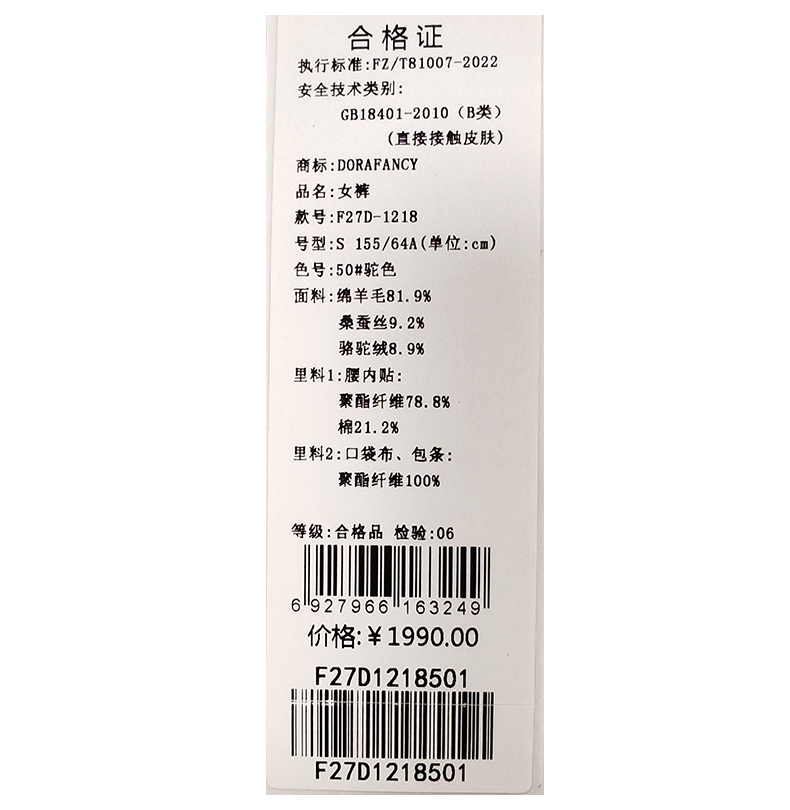 合格证
执行标准:FZ/T81007-2022
安全技术类别:
GB18401-2010（B类）
(直接接触皮肤)
商标:DORAFANCY
品名:女裤
款号:F27D-1218
号型:S 155/64A(单位:cm)
色号:50#驼色
面料:绵羊毛81.9%
桑蚕丝9.2%
骆驼绒8.9%
里料1:腰内贴:
聚酯纤维78.8%
棉21.2%
里料2:口袋布、包条:
聚酯纤维100%
等级:合格品 检验:06
6 927966 163249
价格:￥1990.00
F27D1218501
F27D1218501